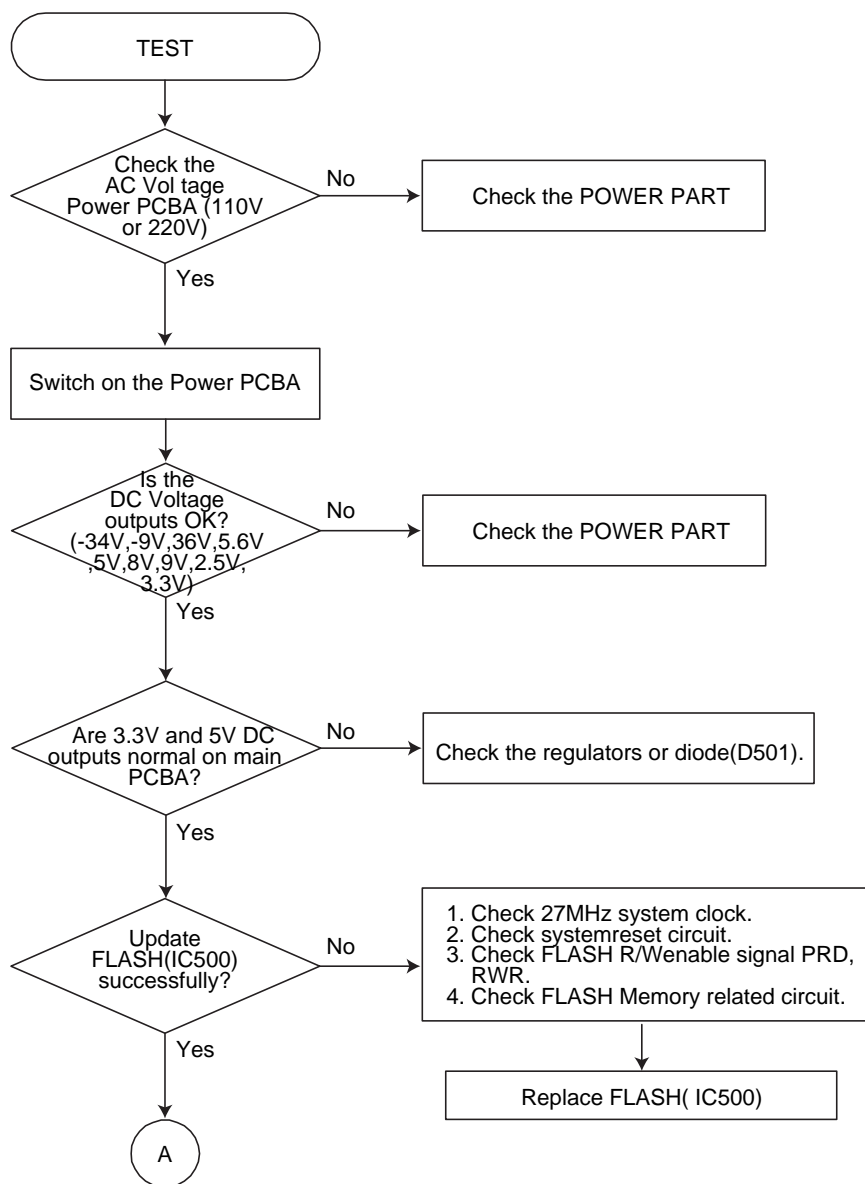 TEST
Check the
AC Vol tage
Power PCBA (110V
or 220V)
No
Check the POWER PART
Yes
Switch on the Power PCBA
Is the
DC Voltage
outputs OK?
(-34V,-9V,36V,5.6V
,5V,8V,9V,2.5V,
3.3V)
No
Check the POWER PART
Yes
Are 3.3V and 5V DC
outputs normal on main
PCBA?
No
Check the regulators or diode(D501).
Yes
Update
FLASH(IC500)
successfully?
No
1. Check 27MHz system clock.
2. Check systemreset circuit.
3. Check FLASH R/Wenable signal PRD,
RWR.
4. Check FLASH Memory related circuit.
Yes
Replace FLASH( IC500)
A